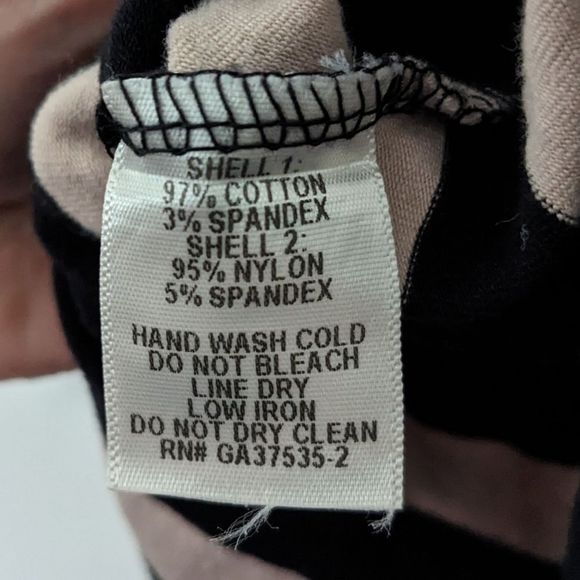 SHELL 1:
97% COTTON
3% SPANDEX
SHELL 2:
95% NYLON
5% SPANDEX
HAND WASH COLD
DO NOT BLEACH
LINE DRY
LOW IRON
DO NOT DRY CLEAN
RN# GA37535-2